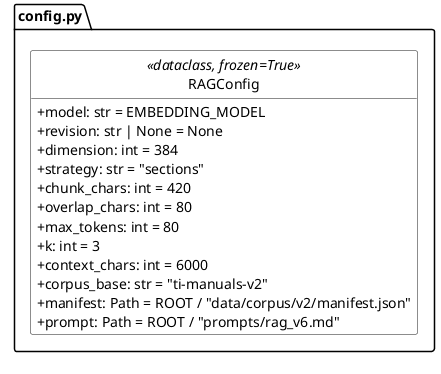 config.py
«dataclass, frozen=True»
RAGConfig
+model: str = EMBEDDING_MODEL
+revision: str | None = None
+dimension: int = 384
+strategy: str = "sections"
+chunk_chars: int = 420
+overlap_chars: int = 80
+max_tokens: int = 80
+k: int = 3
+context_chars: int = 6000
+corpus_base: str = "ti-manuals-v2"
+manifest: Path = ROOT / "data/corpus/v2/manifest.json"
+prompt: Path = ROOT / "prompts/rag_v6.md"